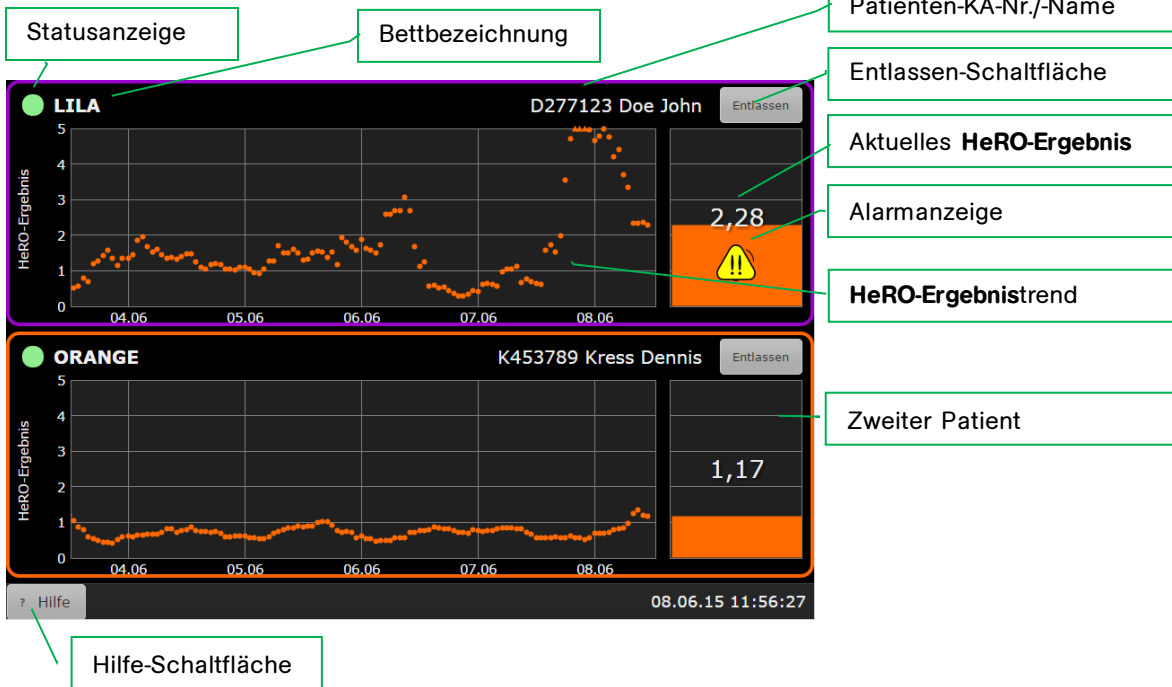 Patienten-KA-Nr./-Name
Statusanzeige
Bettbezeichnung
Entlassen-Schaltfläche
Aktuelles HeRO-Ergebnis
Alarmanzeige
HeRO-Ergebnistrend
Zweiter Patient
Hilfe-Schaltfläche
LILA
D277123 Doe John
Entlassen
HeRO-Ergebnis
5
4
3
2
1
0
04.06 05.06 06.06 07.06 08.06
2,28
!!
ORANGE
K453789 Kress Dennis
Entlassen
HeRO-Ergebnis
5
4
3
2
1
0
04.06 05.06 06.06 07.06 08.06
1,17
? Hilfe
08.06.15 11:56:27